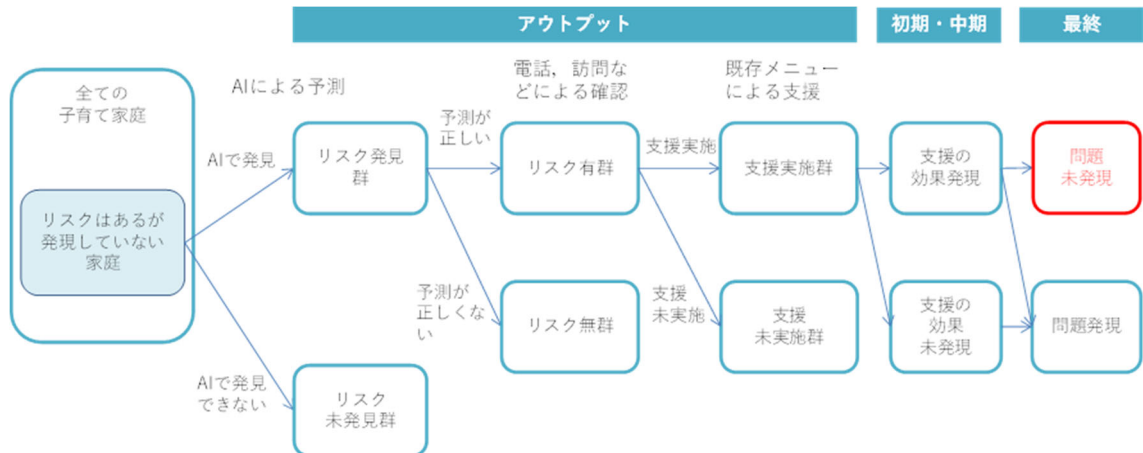 アウトプット
初期・中期
最終
全ての
子育て家庭
リスクはあるが
発現していない
家庭
AIによる予測
AIで発見
AIで発見
できない
リスク発見
群
リスク
未発見群
予測が
正しい
予測が
正しくな
い
電話，訪問な
どによる確認
リスク有群
リスク無群
支援実施
支援
未実施
既存メニュー
による支援
支援実施群
支援
未実施群
支援の
効果発現
支援の
効果
未発現
問題
未発現
問題発現